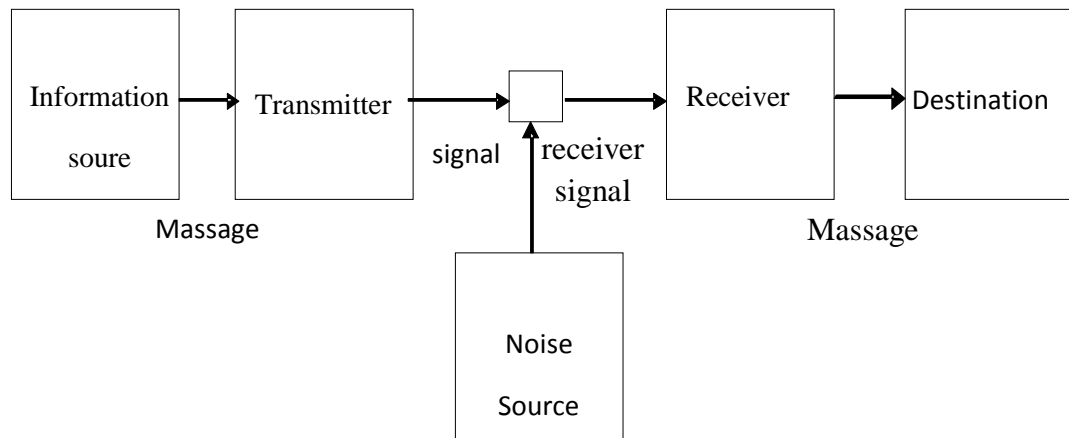 Information
soure
Transmitter
Receiver
Destination
signal
receiver
signal
Massage
Massage
Noise
Source